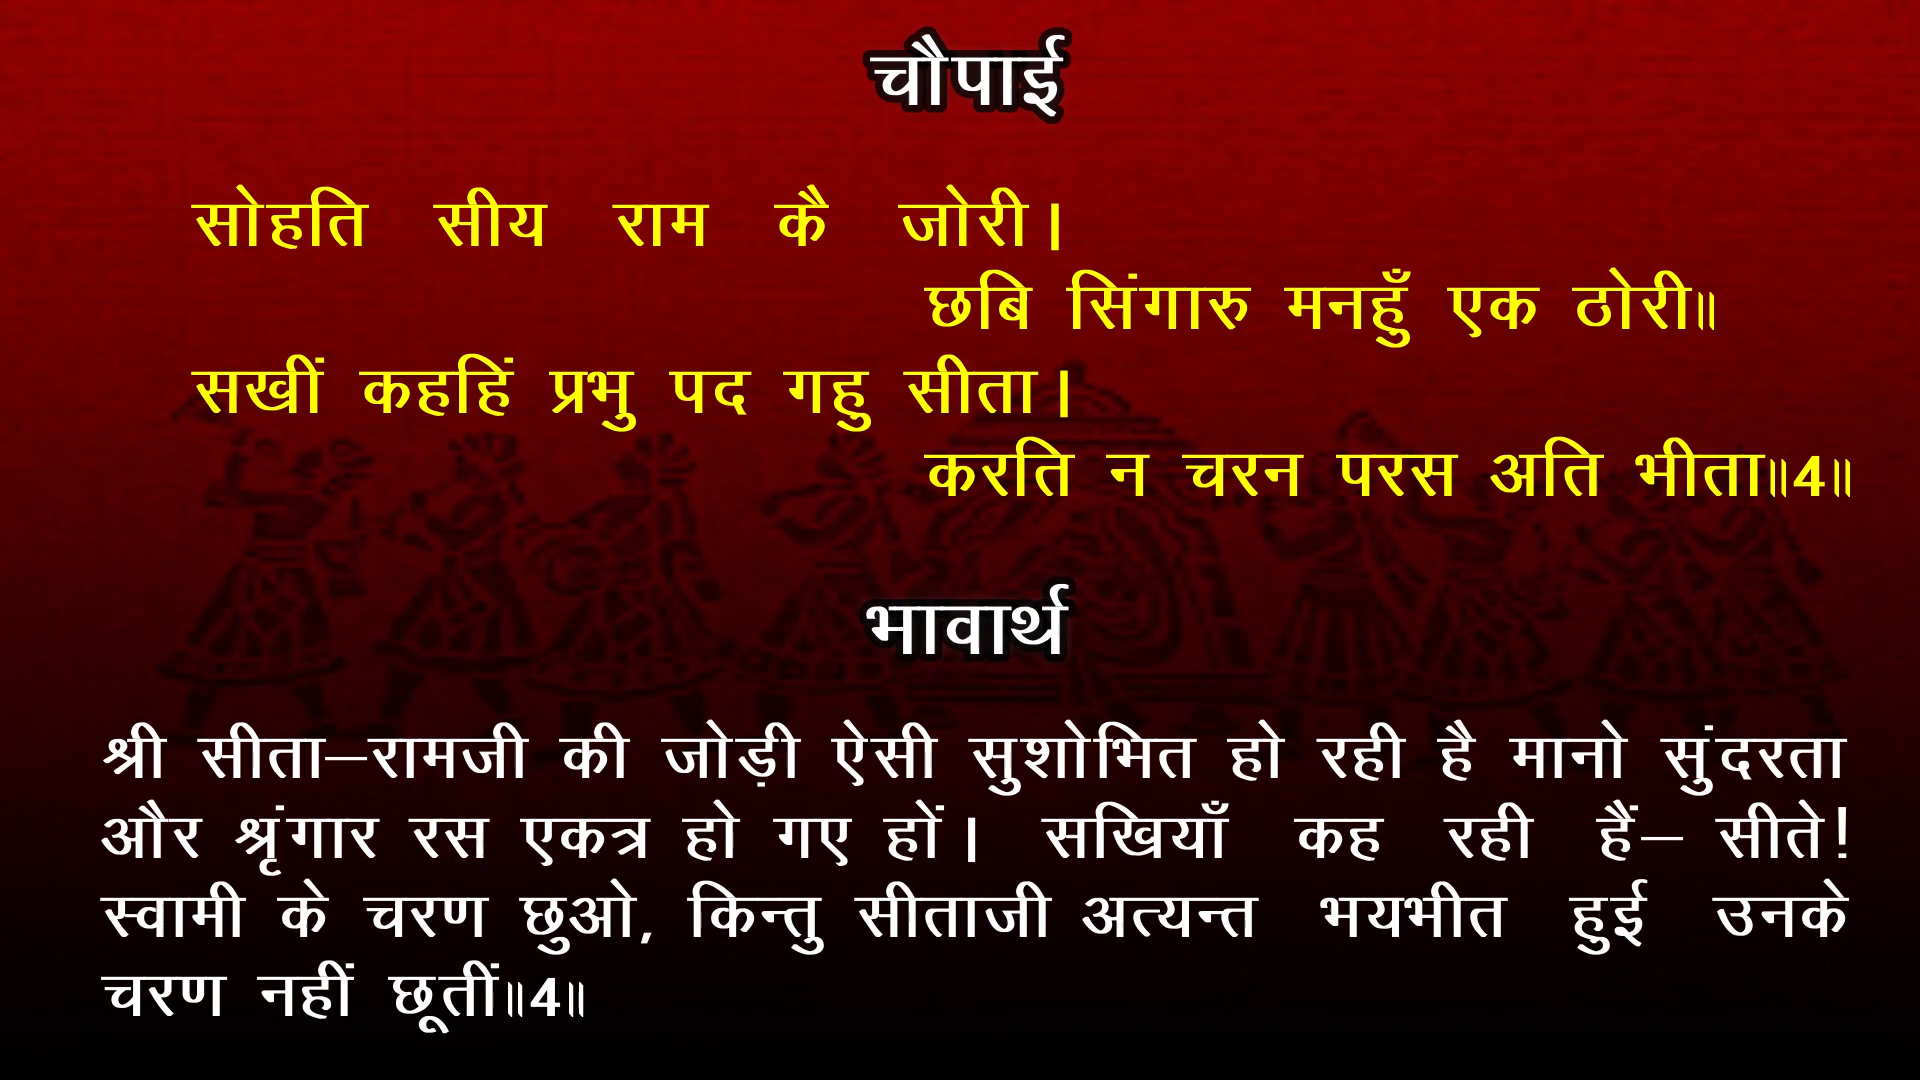 चौपाई
सोहति सीय राम कै जोरी।
छबि सिंगारु मनहुँ एक ठोरी॥
सखीं कहहिं प्रभु पद गहु सीता।
करति न चरन परस अति भीता॥4॥
भावार्थ
श्री सीता–रामजी की जोड़ी ऐसी सुशोभित हो रही है मानो सुंदरता
और श्रृंगार रस एकत्र हो गए हों। सखियाँ कह रही हैं– सीते!
स्वामी के चरण छुओ, किन्तु सीताजी अत्यन्त भयभीत हुई उनके
चरण नहीं छूतीं॥4॥